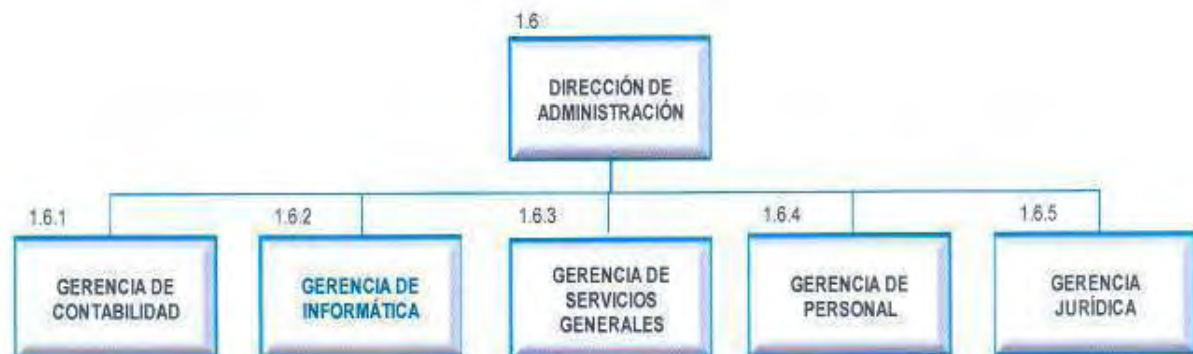 1.6
DIRECCIÓN DE
ADMINISTRACIÓN
1.6.1
GERENCIA DE
CONTABILIDAD
1.6.2
GERENCIA DE
INFORMÁTICA
1.6.3
GERENCIA DE
SERVICIOS
GENERALES
1.6.4
GERENCIA DE
PERSONAL
1.6.5
GERENCIA
JURÍDICA